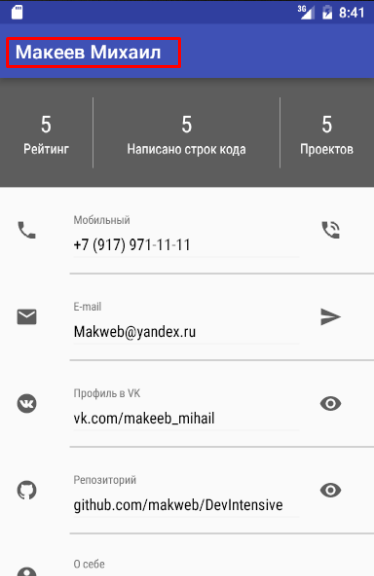 3G 8:41
Макеев Михаил
5 5 5
Рейтинг Написано строк кода Проектов
Мобильный
+7 (917) 971-11-11
E-mail
Makweb@yandex.ru
Профиль в VK
vk.com/makeeb_mihail
Репозиторий
github.com/makweb/DevIntensive
О себе